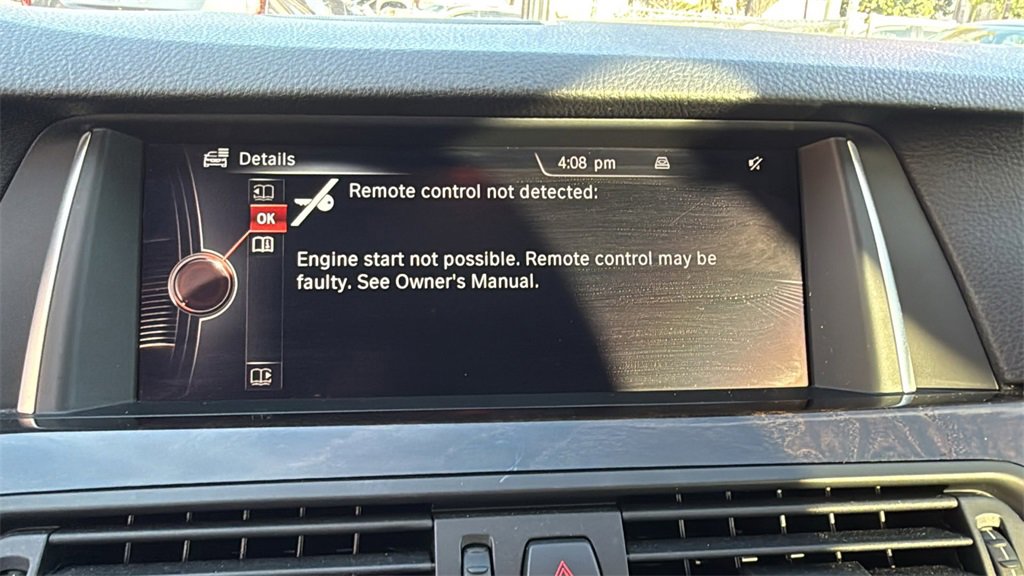 Details
4:08 pm
Remote control not detected:
OK
Engine start not possible. Remote control may be
faulty. See Owner's Manual.